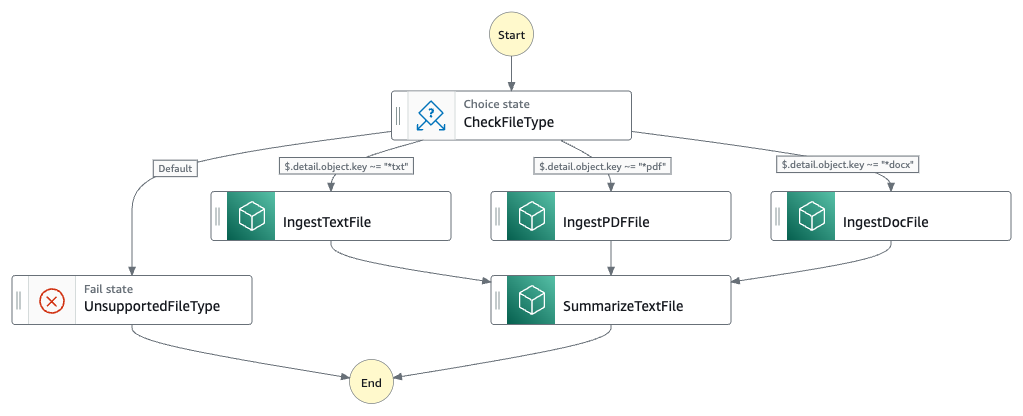 Start
Choice state
CheckFileType
Default
$.detail.object.key ~= "*txt"
$.detail.object.key ~= "*pdf"
$.detail.object.key ~= "*docx"
IngestTextFile
IngestPDFFile
IngestDocFile
Fail state
UnsupportedFileType
SummarizeTextFile
End